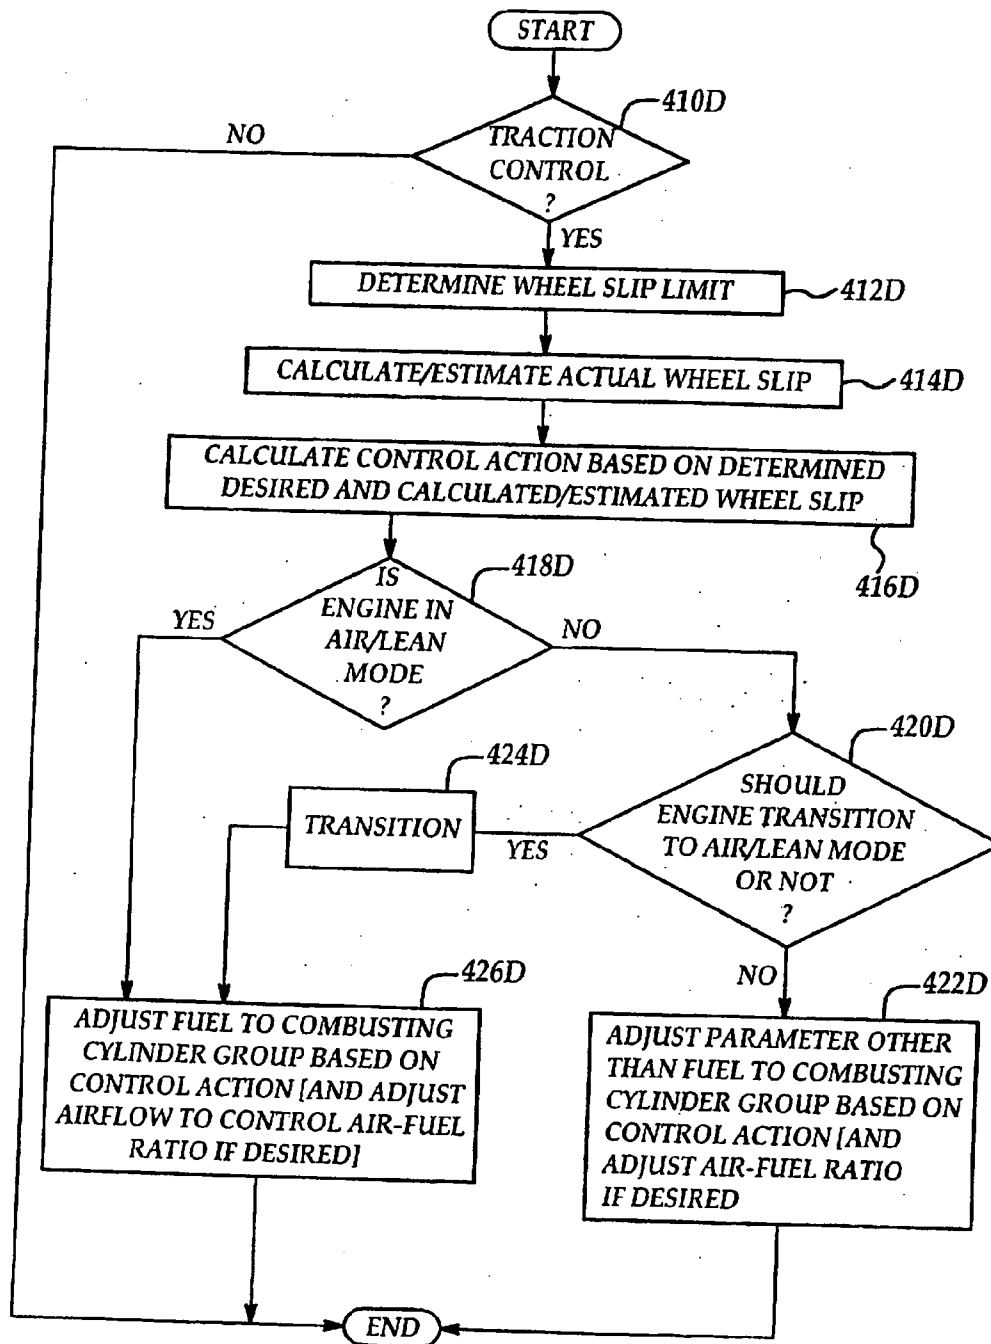 START
410D
TRACTION
CONTROL
?
NO
YES
DETERMINE WHEEL SLIP LIMIT
412D
CALCULATE/ESTIMATE ACTUAL WHEEL SLIP
414D
CALCULATE CONTROL ACTION BASED ON DETERMINED
DESIRED AND CALCULATED/ESTIMATED WHEEL SLIP
416D
IS
ENGINE IN
AIR/LEAN
MODE
?
418D
YES
NO
420D
SHOULD
ENGINE TRANSITION
TO AIR/LEAN MODE
OR NOT
?
424D
TRANSITION
YES
NO
426D
ADJUST FUEL TO COMBUSTING
CYLINDER GROUP BASED ON
CONTROL ACTION [AND ADJUST
AIRFLOW TO CONTROL AIR-FUEL
RATIO IF DESIRED]
422D
ADJUST PARAMETER OTHER
THAN FUEL TO COMBUSTING
CYLINDER GROUP BASED ON
CONTROL ACTION [AND
ADJUST AIR-FUEL RATIO
IF DESIRED
END